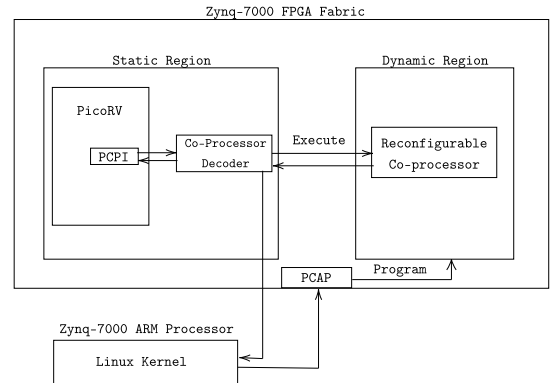 Zynq-7000 FPGA Fabric
Static Region
Dynamic Region
PicoRV
PCPI
Co-Processor
Decoder
Execute
Reconfigurable
Co-processor
PCAP
Program
Zynq-7000 ARM Processor
Linux Kernel